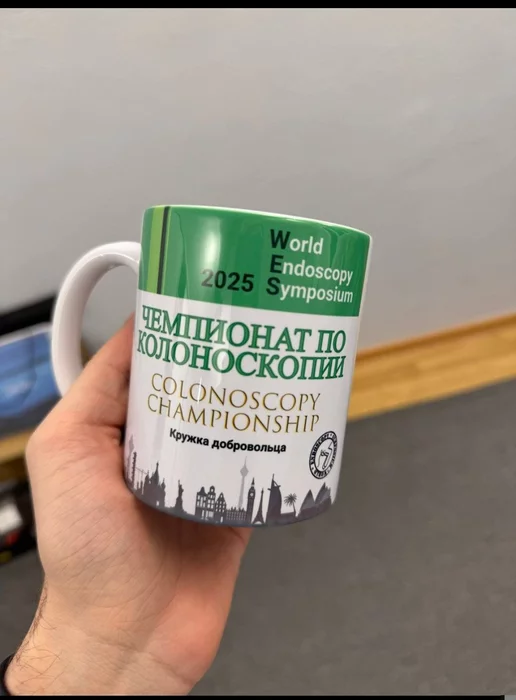 World
Endoscopy
2025 Symposium
ЧЕМПИОНАТ ПО
КОЛОНОСКОПИИ
COLONOSCOPY
CHAMPIONSHIP
Кружка добровольца